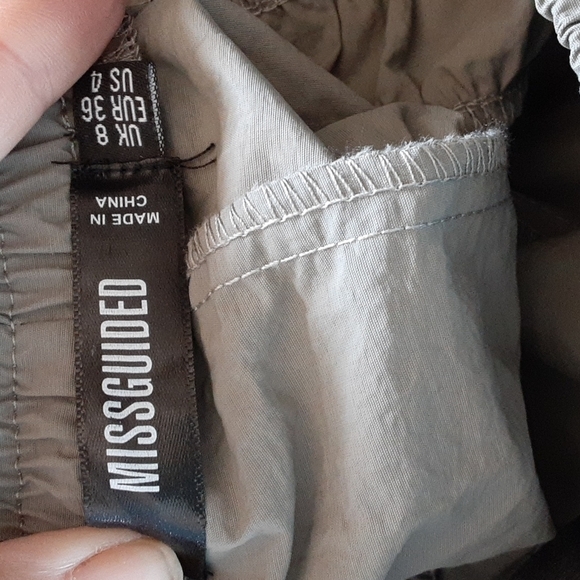 MISSGUIDED
MADE IN
CHINA
UK 8
EUR 36
US 4